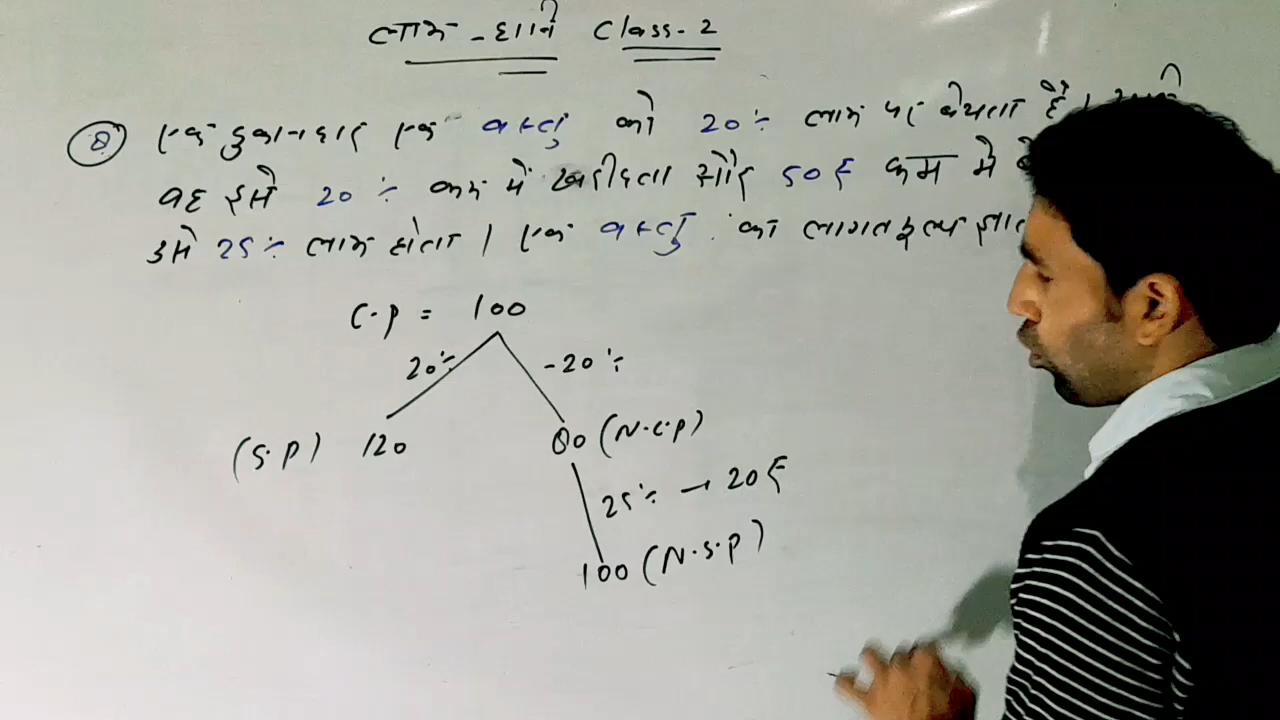 लाभ - हानि Class - 2
⑧ एक दुकानदार एक वस्तु को 20% लाभ पर बेचता है।
वह इसे 20% कम में खरीदता और 50₹ कम में
उसे 25% लाभ होता। एक वस्तु का लागत मूल्य ज्ञात
C.P = 100
20% -20%
(S.P) 120 80 (N.C.P)
25% → 20₹
100 (N.S.P)